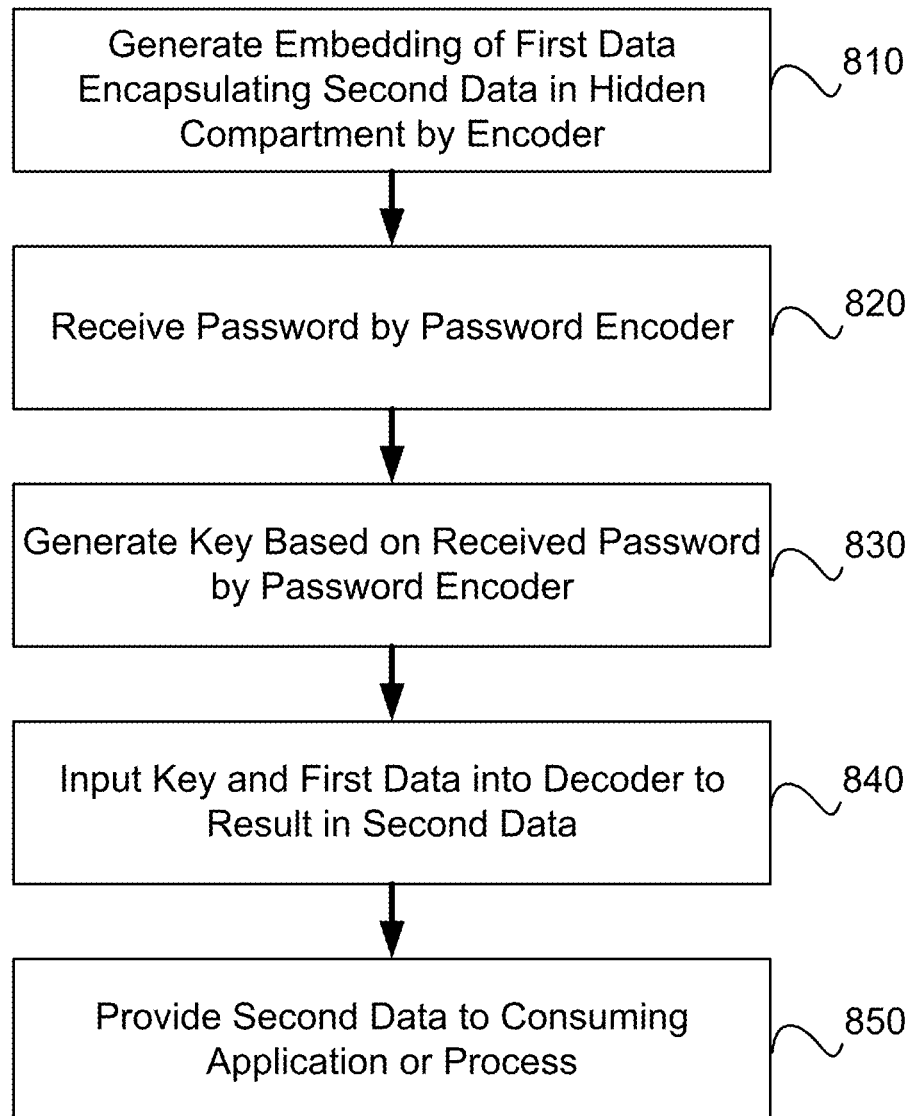 Generate Embedding of First Data
Encapsulating Second Data in Hidden
Compartment by Encoder
810
Receive Password by Password Encoder
820
Generate Key Based on Received Password
by Password Encoder
830
Input Key and First Data into Decoder to
Result in Second Data
840
Provide Second Data to Consuming
Application or Process
850